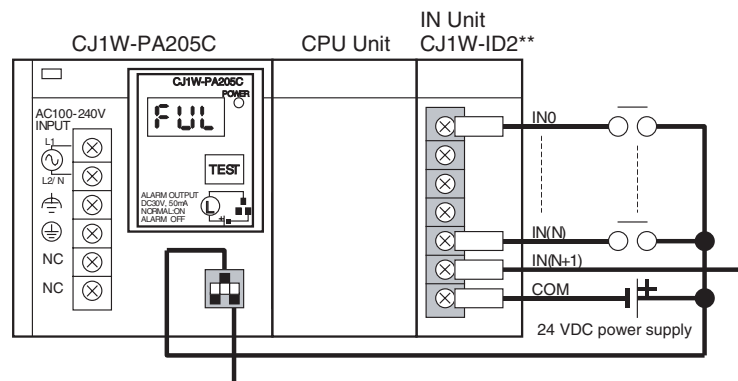 IN Unit
CJ1W-PA205C CPU Unit CJ1W-ID2**
CJ1W-PA205C
POWER
FUL
AC100-240V
INPUT
L1
L2/ N
TEST
ALARM OUTPUT
DC30V, 50mA
NORMAL:ON
ALARM OFF
L
NC
NC
IN0
IN(N)
IN(N+1)
COM
24 VDC power supply